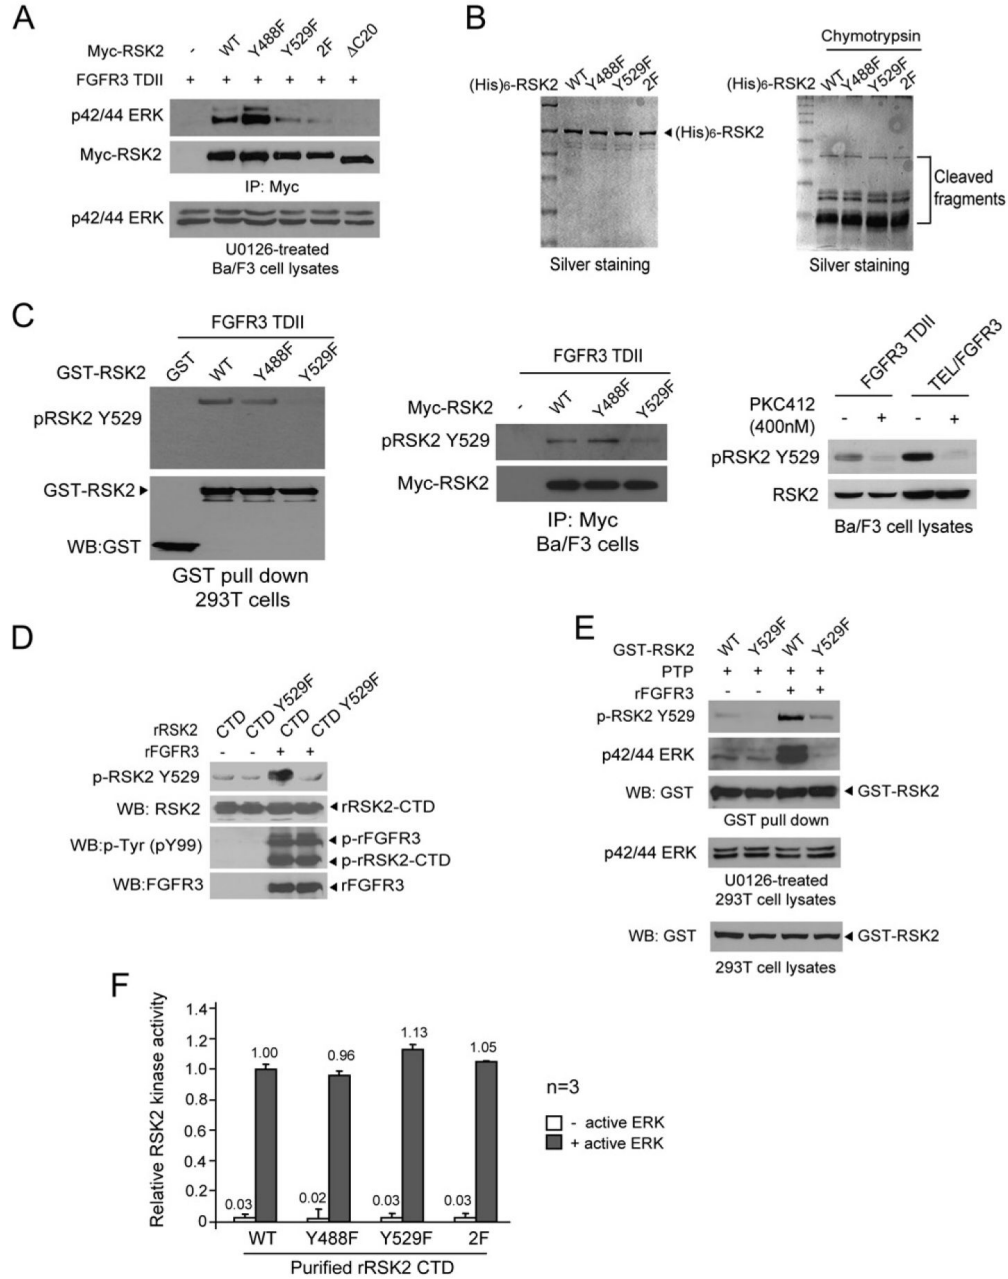 A
Myc-RSK2 - WT Y488F Y529F 2F ΔC20
FGFR3 TDII + + + + + +
p42/44 ERK
Myc-RSK2
IP: Myc
p42/44 ERK
U0126-treated
Ba/F3 cell lysates
B
(His)6-RSK2 WT Y488F Y529F 2F
(His)6-RSK2
Silver staining
Chymotrypsin
(His)6-RSK2 WT Y488F Y529F 2F
Cleaved
fragments
Silver staining
C
FGFR3 TDII
GST-RSK2 GST WT Y488F Y529F
pRSK2 Y529
GST-RSK2
WB:GST
GST pull down
293T cells
FGFR3 TDII
Myc-RSK2 - WT Y488F Y529F
pRSK2 Y529
Myc-RSK2
IP: Myc
Ba/F3 cells
FGFR3 TDII TEL/FGFR3
PKC412
(400nM) - + - +
pRSK2 Y529
RSK2
Ba/F3 cell lysates
D
rRSK2 CTD CTD Y529F CTD CTD Y529F
rFGFR3 - - + +
p-RSK2 Y529
WB: RSK2 rRSK2-CTD
WB:p-Tyr (pY99) p-rFGFR3
p-rRSK2-CTD
WB:FGFR3 rFGFR3
E
GST-RSK2 WT Y529F WT Y529F
PTP + + + +
rFGFR3 - - + +
p-RSK2 Y529
p42/44 ERK
WB: GST GST-RSK2
GST pull down
p42/44 ERK
U0126-treated
293T cell lysates
WB: GST GST-RSK2
293T cell lysates
F
Relative RSK2 kinase activity
1.4
1.2
1.0
0.8
0.6
0.4
0.2
0
0.03 1.00
0.02 0.96
0.03 1.13
0.03 1.05
WT Y488F Y529F 2F
Purified rRSK2 CTD
n=3
- active ERK
+ active ERK